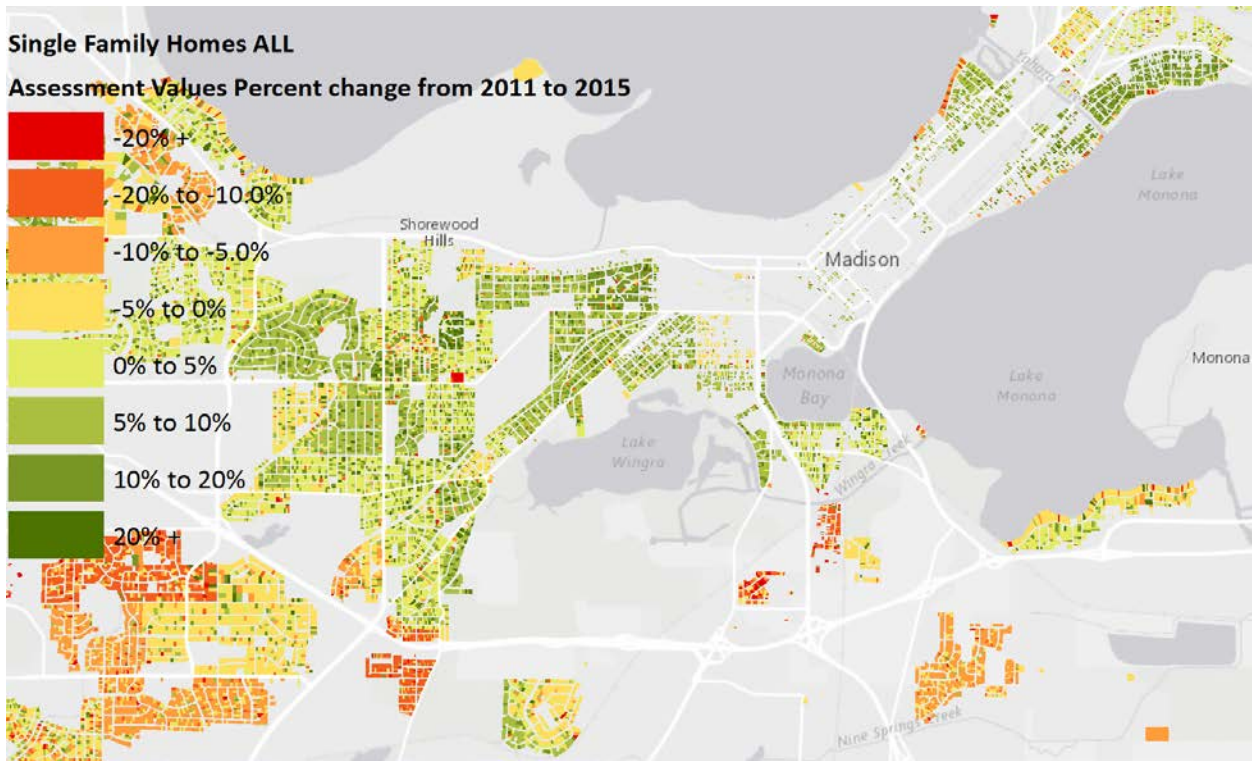 Single Family Homes ALL
Assessment Values Percent change from 2011 to 2015
-20% +
-20% to -10.0%
-10% to -5.0%
-5% to 0%
0% to 5%
5% to 10%
10% to 20%
20% +
Yahara
Lake
Monona
Shorewood
Hills
Madison
Monona
Monona
Bay
Lake
Monona
Lake
Wingra
Wingra Creek
Nine Springs Creek